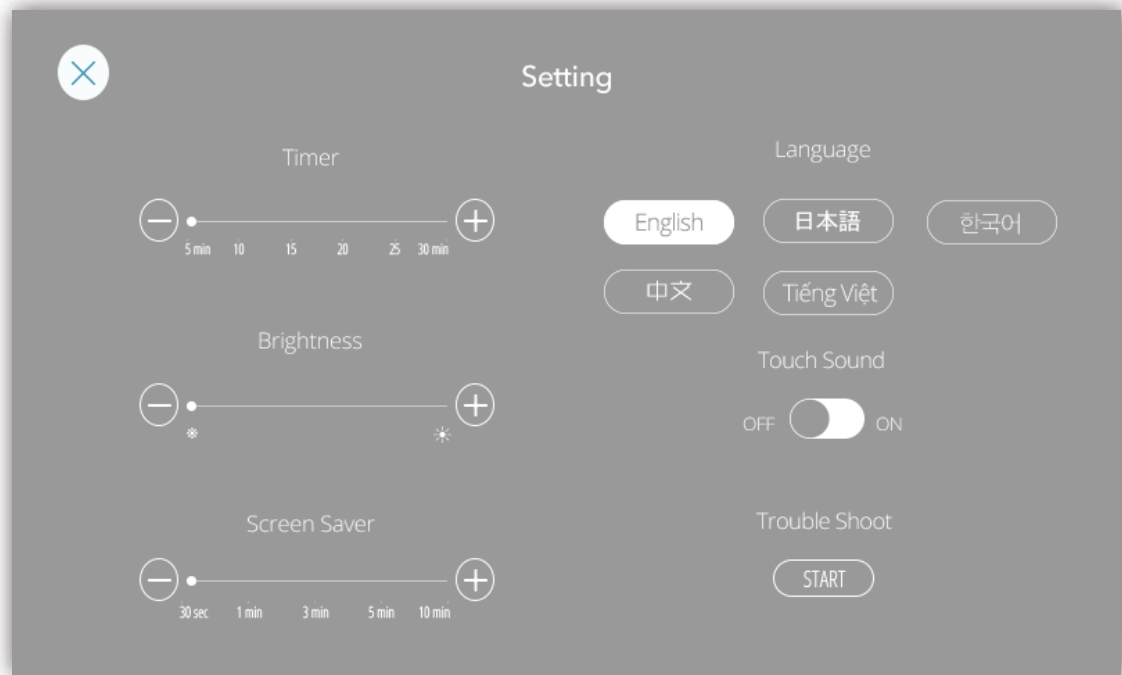 Setting
Timer
5 min 10 15 20 25 30 min
Brightness
Screen Saver
30 sec 1 min 3 min 5 min 10 min
Language
English 日本語 한국어
中文 Tiếng Việt
Touch Sound
OFF ON
Trouble Shoot
START